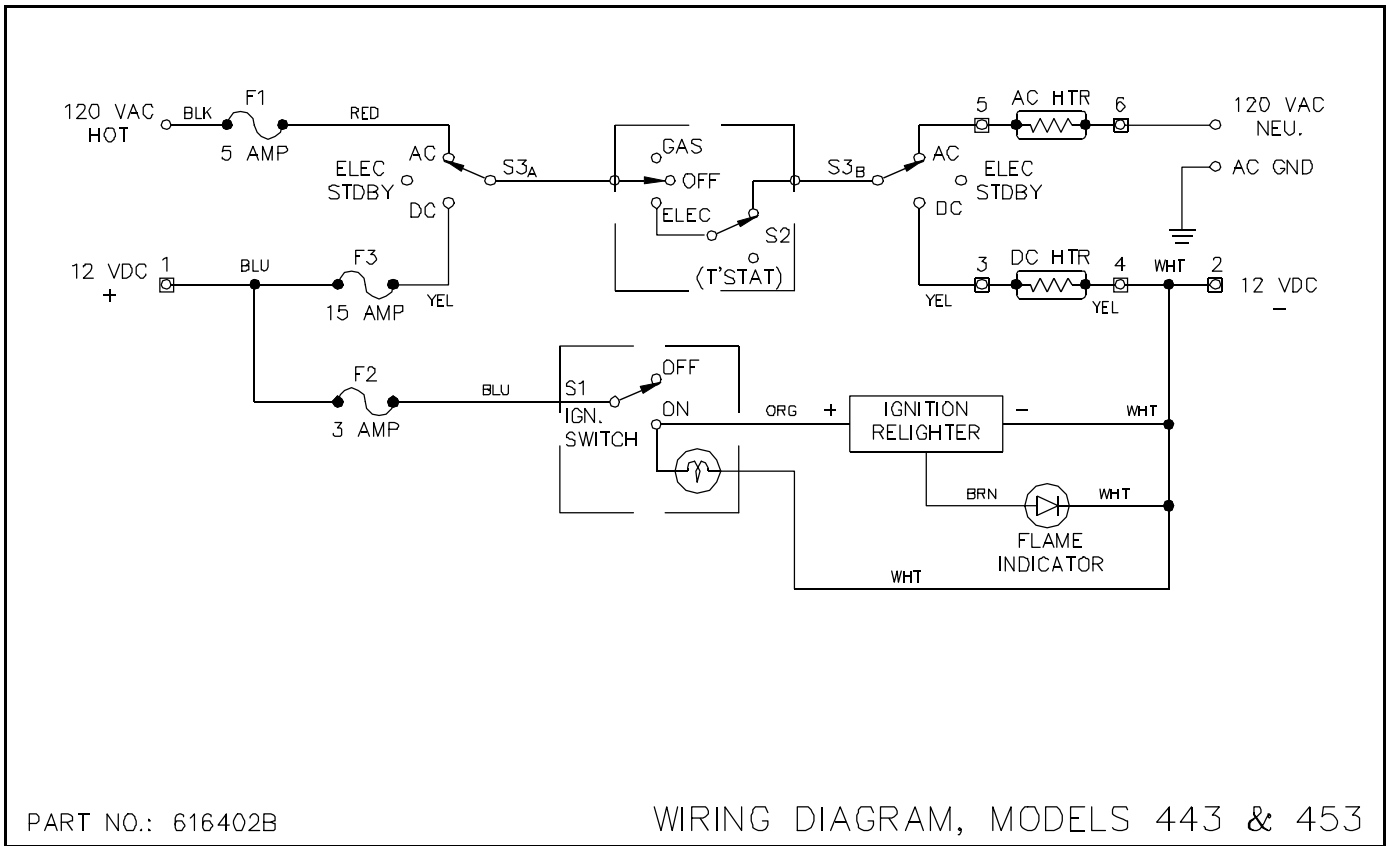 120 VAC
HOT
BLK
F1
5 AMP
RED
AC
ELEC
STDBY
DC
S3A
GAS
OFF
ELEC
S2
(T'STAT)
S3B
AC
ELEC
STDBY
DC
5
AC HTR
6
120 VAC
NEU.
AC GND
12 VDC
+
1
BLU
F3
15 AMP
YEL
YEL
3
DC HTR
4
YEL
WHT
2
12 VDC
−
F2
3 AMP
BLU
S1
IGN.
SWITCH
OFF
ON
ORG
+
IGNITION
RELIGHTER
−
WHT
BRN
WHT
FLAME
INDICATOR
WHT
PART NO.: 616402B
WIRING DIAGRAM, MODELS 443 & 453